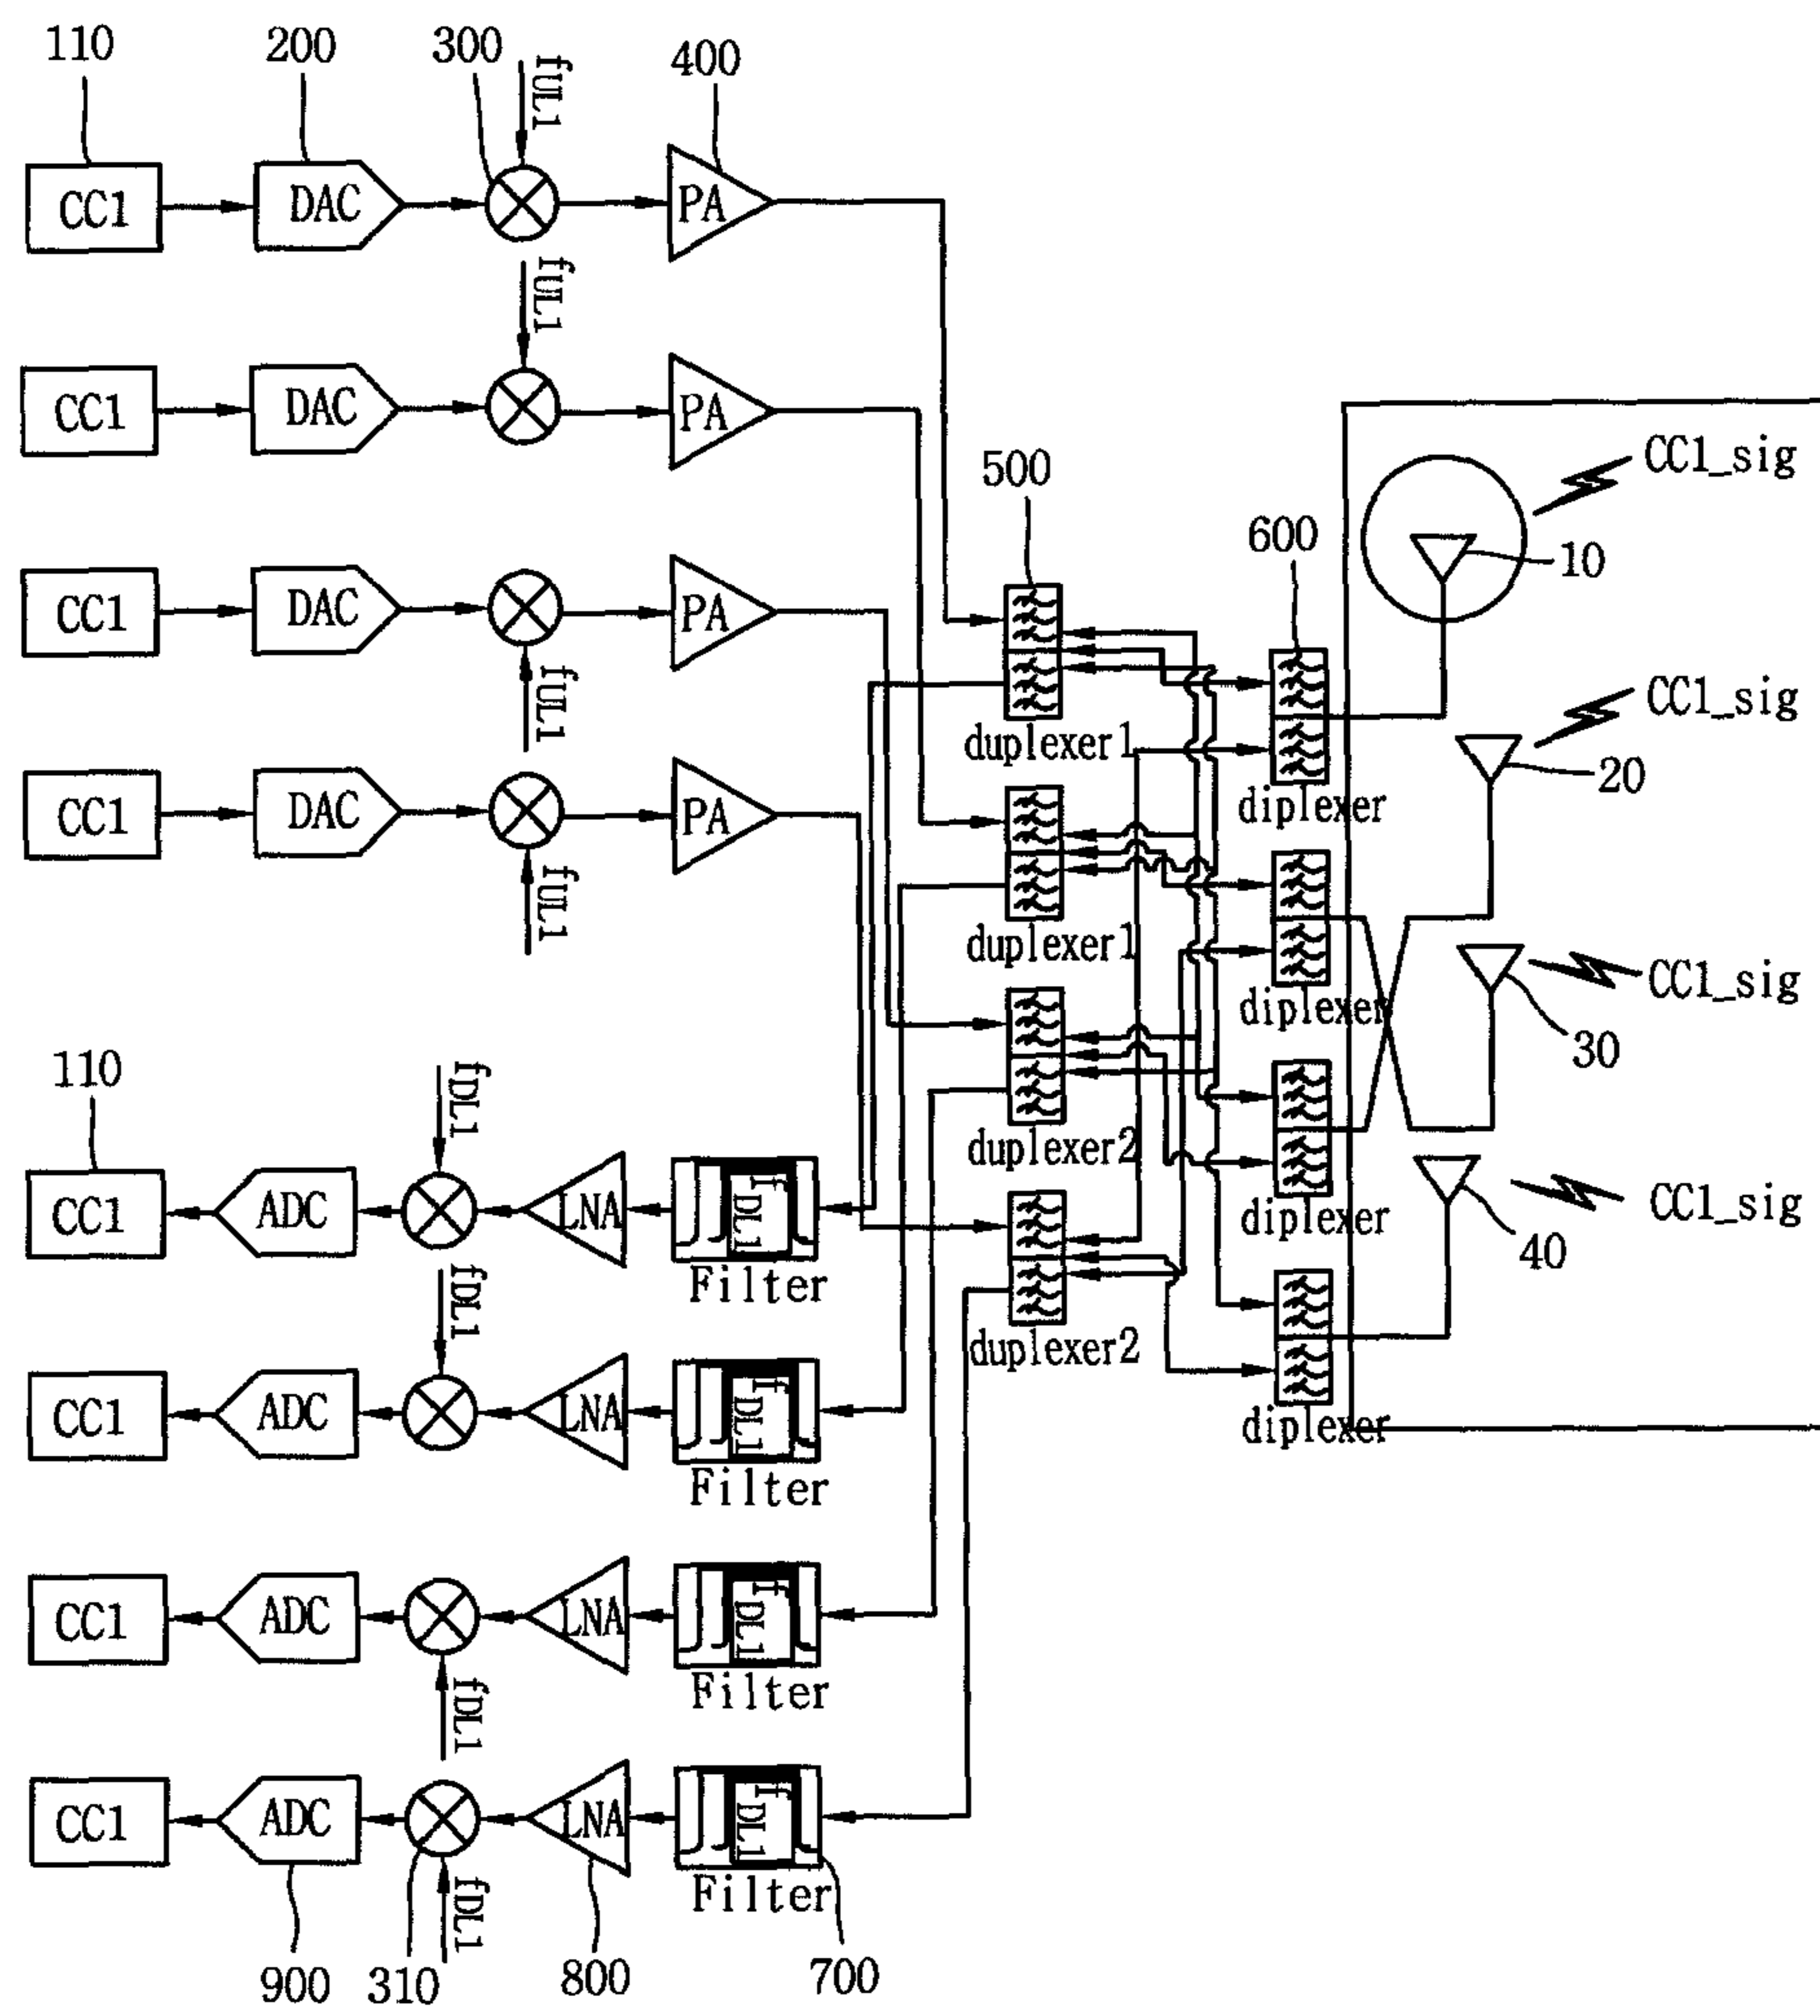 110 200 300 fUL1 400
CC1 DAC PA
fUL1
CC1 DAC PA
CC1_sig
500
10
600
CC1 DAC PA
fUL1
CC1_sig
duplexer1
20
CC1 DAC PA
diplexer
fUL1
duplexer1
CC1_sig
diplexer
30
110
fDL1
duplexer2
CC1 ADC LNA fDL1
CC1_sig
diplexer
40
Filter
fDL1
duplexer2
CC1 ADC LNA fDL1
diplexer
Filter
CC1 ADC LNA fDL1
Filter
fDL1
CC1 ADC LNA fDL1
Filter
fDL1
900 310 800 700